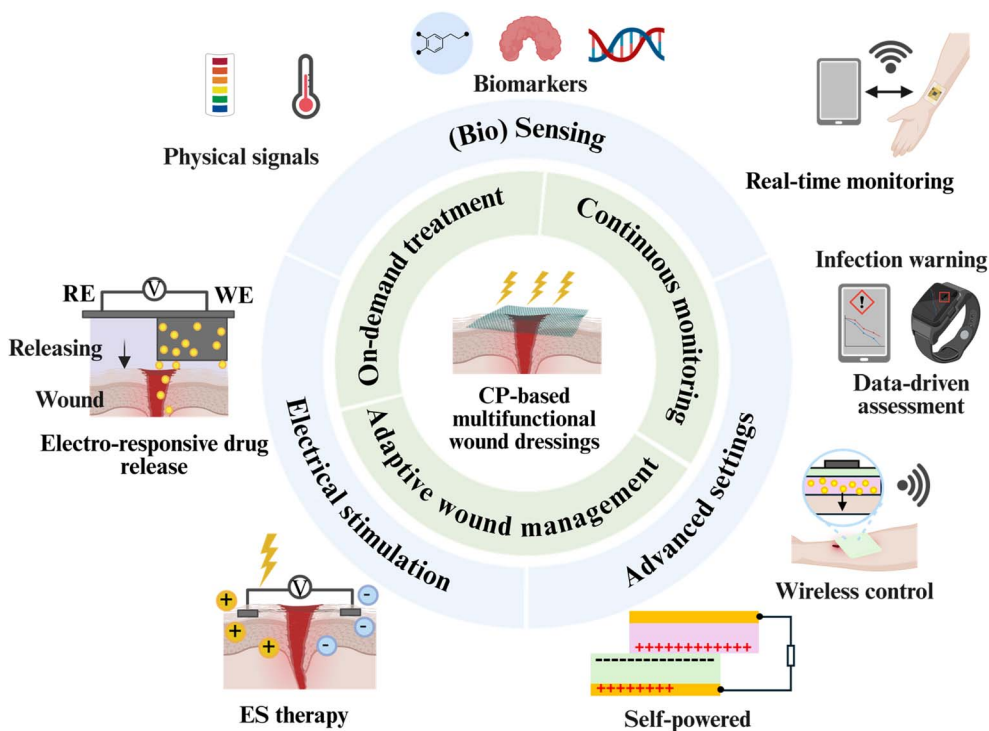 Biomarkers
Physical signals
(Bio) Sensing
Real-time monitoring
On-demand treatment
Continuous monitoring
Infection warning
!
Data-driven
assessment
RE
V
WE
Releasing
Wound
Electro-responsive drug
release
CP-based
multifunctional
wound dressings
Adaptive wound management
Electrical stimulation
Advanced settings
Wireless control
V
+
+
+
-
-
-
ES therapy
++++++++++++
----------------
++++++++
Self-powered